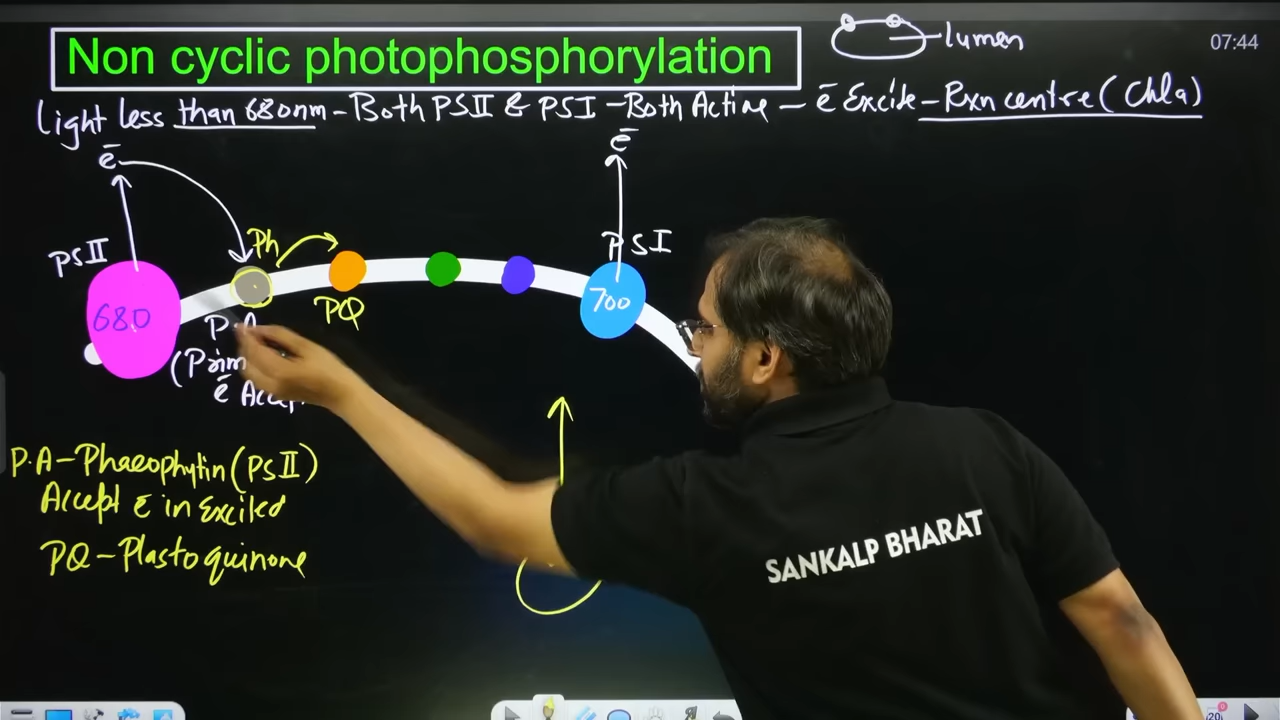 Non cyclic photophosphorylation
lumen
07:44
Light less than 680nm - Both PSII & PSI - Both Active - ē Excite - Rxn centre (Chla)
ē
ē
PSII
Ph
PSI
680
700
PQ
P.A
(Prim
ē
P.A - Phaeophytin (PSII)
Accept ē in Excited
PQ - Plastoquinone
SANKALP BHARAT